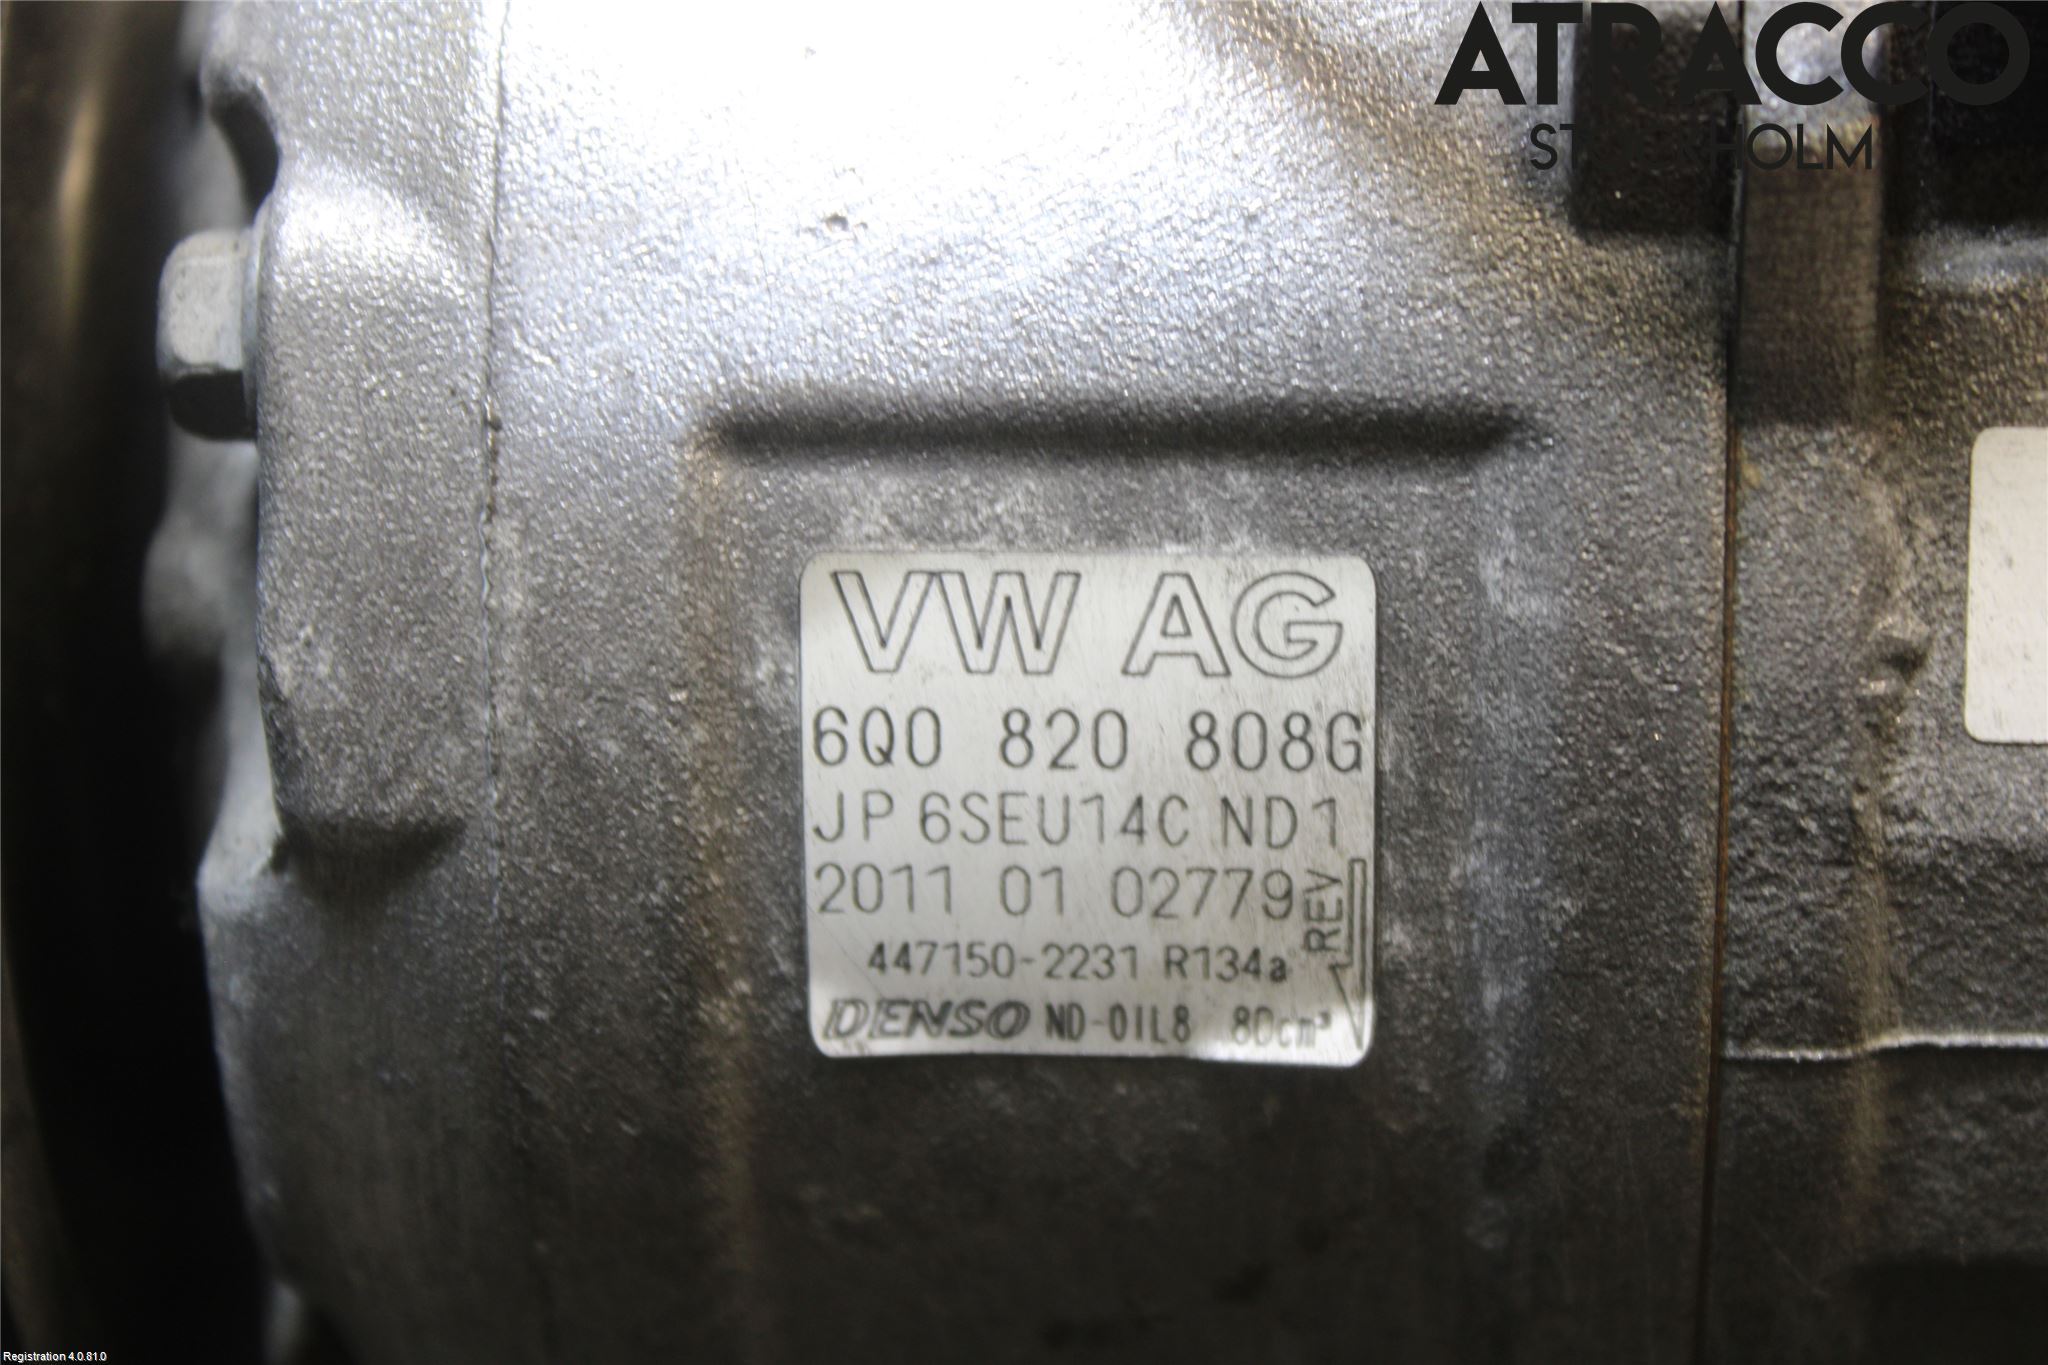 ATRACCO
STOCKHOLM
VW AG
6Q0 820 808G
JP 6SEU14C ND1
2011 01 02779
REV
447150-2231 R134a
DENSO ND-OIL8 80cm³
Registration 4.0.81.0